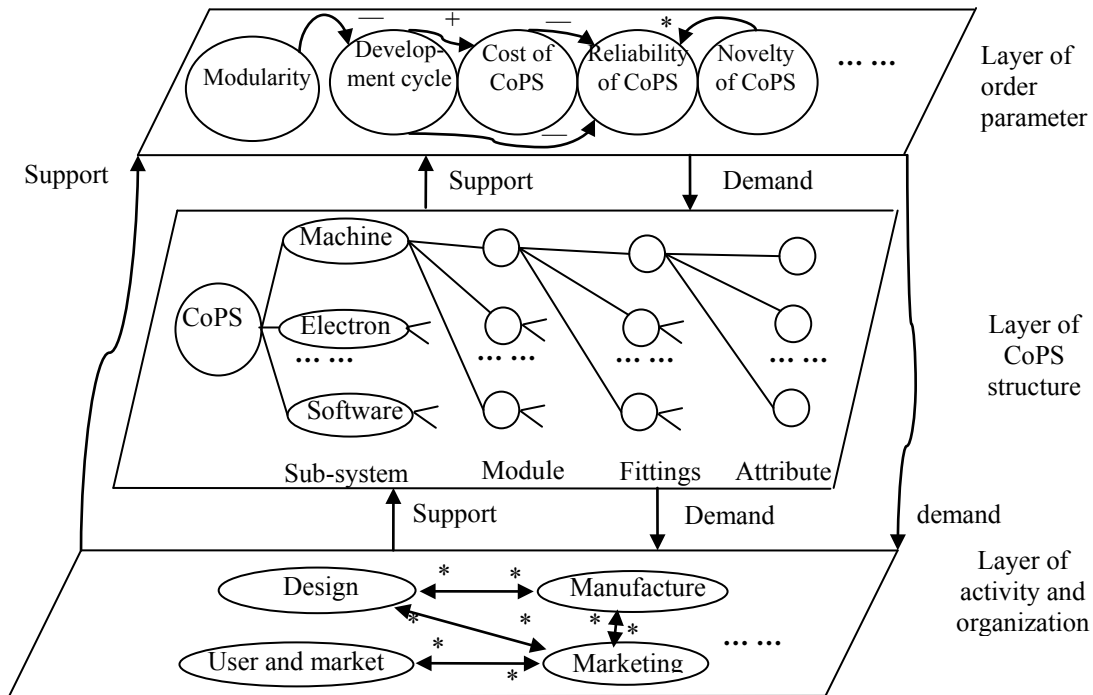 — + — *
Modularity
Develop-
ment cycle
Cost of
CoPS
Reliability
of CoPS
Novelty
of CoPS
... ...
Layer of
order
parameter
—
Support
Support
Demand
Machine
CoPS
Electron
... ...
... ...
... ...
... ...
Software
Layer of
CoPS
structure
Sub-system
Module
Fittings
Attribute
Support
Demand
demand
Design
* *
Manufacture
* * * *
*
User and market
*
*
Marketing
... ...
Layer of
activity and
organization